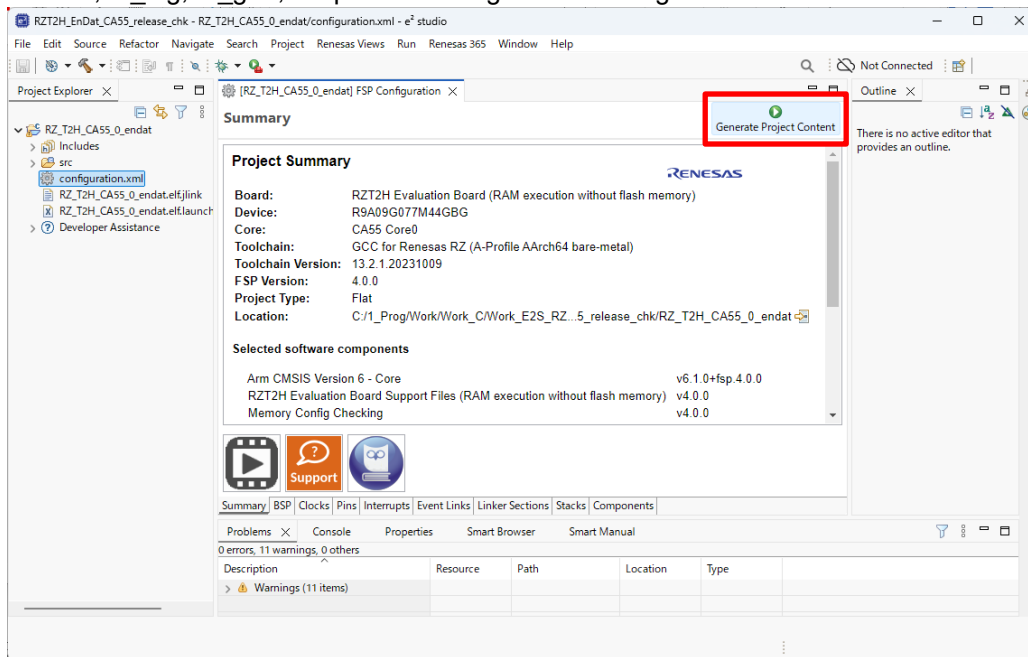 RZT2H_EnDat_CA55_release_chk - RZ_T2H_CA55_0_endat/configuration.xml - e² studio
File Edit Source Refactor Navigate Search Project Renesas Views Run Renesas 365 Window Help
Not Connected
Project Explorer
[RZ_T2H_CA55_0_endat] FSP Configuration
Outline
RZ_T2H_CA55_0_endat
Includes
src
configuration.xml
RZ_T2H_CA55_0_endat.elf.jlink
RZ_T2H_CA55_0_endat.elf.launch
Developer Assistance
Summary
Generate Project Content
There is no active editor that
provides an outline.
Project Summary
RENESAS
Board: RZT2H Evaluation Board (RAM execution without flash memory)
Device: R9A09G077M44GBG
Core: CA55 Core0
Toolchain: GCC for Renesas RZ (A-Profile AArch64 bare-metal)
Toolchain Version: 13.2.1.20231009
FSP Version: 4.0.0
Project Type: Flat
Location: C:/1_Prog/Work/Work_C/Work_E2S_RZ...5_release_chk/RZ_T2H_CA55_0_endat
Selected software components
Arm CMSIS Version 6 - Core v6.1.0+fsp.4.0.0
RZT2H Evaluation Board Support Files (RAM execution without flash memory) v4.0.0
Memory Config Checking v4.0.0
Support
Summary BSP Clocks Pins Interrupts Event Links Linker Sections Stacks Components
Problems Console Properties Smart Browser Smart Manual
0 errors, 11 warnings, 0 others
Description Resource Path Location Type
Warnings (11 items)